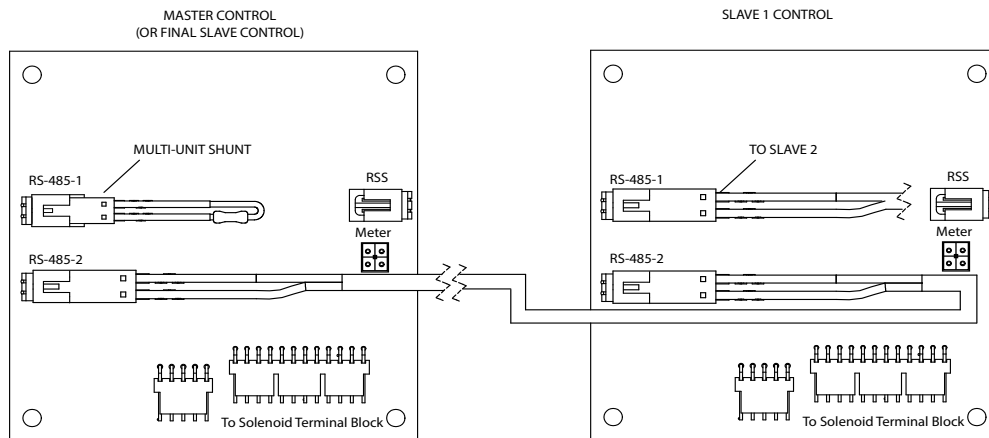 MASTER CONTROL
(OR FINAL SLAVE CONTROL)
MULTI-UNIT SHUNT
RS-485-1
RSS
Meter
RS-485-2
To Solenoid Terminal Block
SLAVE 1 CONTROL
TO SLAVE 2
RS-485-1
RSS
Meter
RS-485-2
To Solenoid Terminal Block